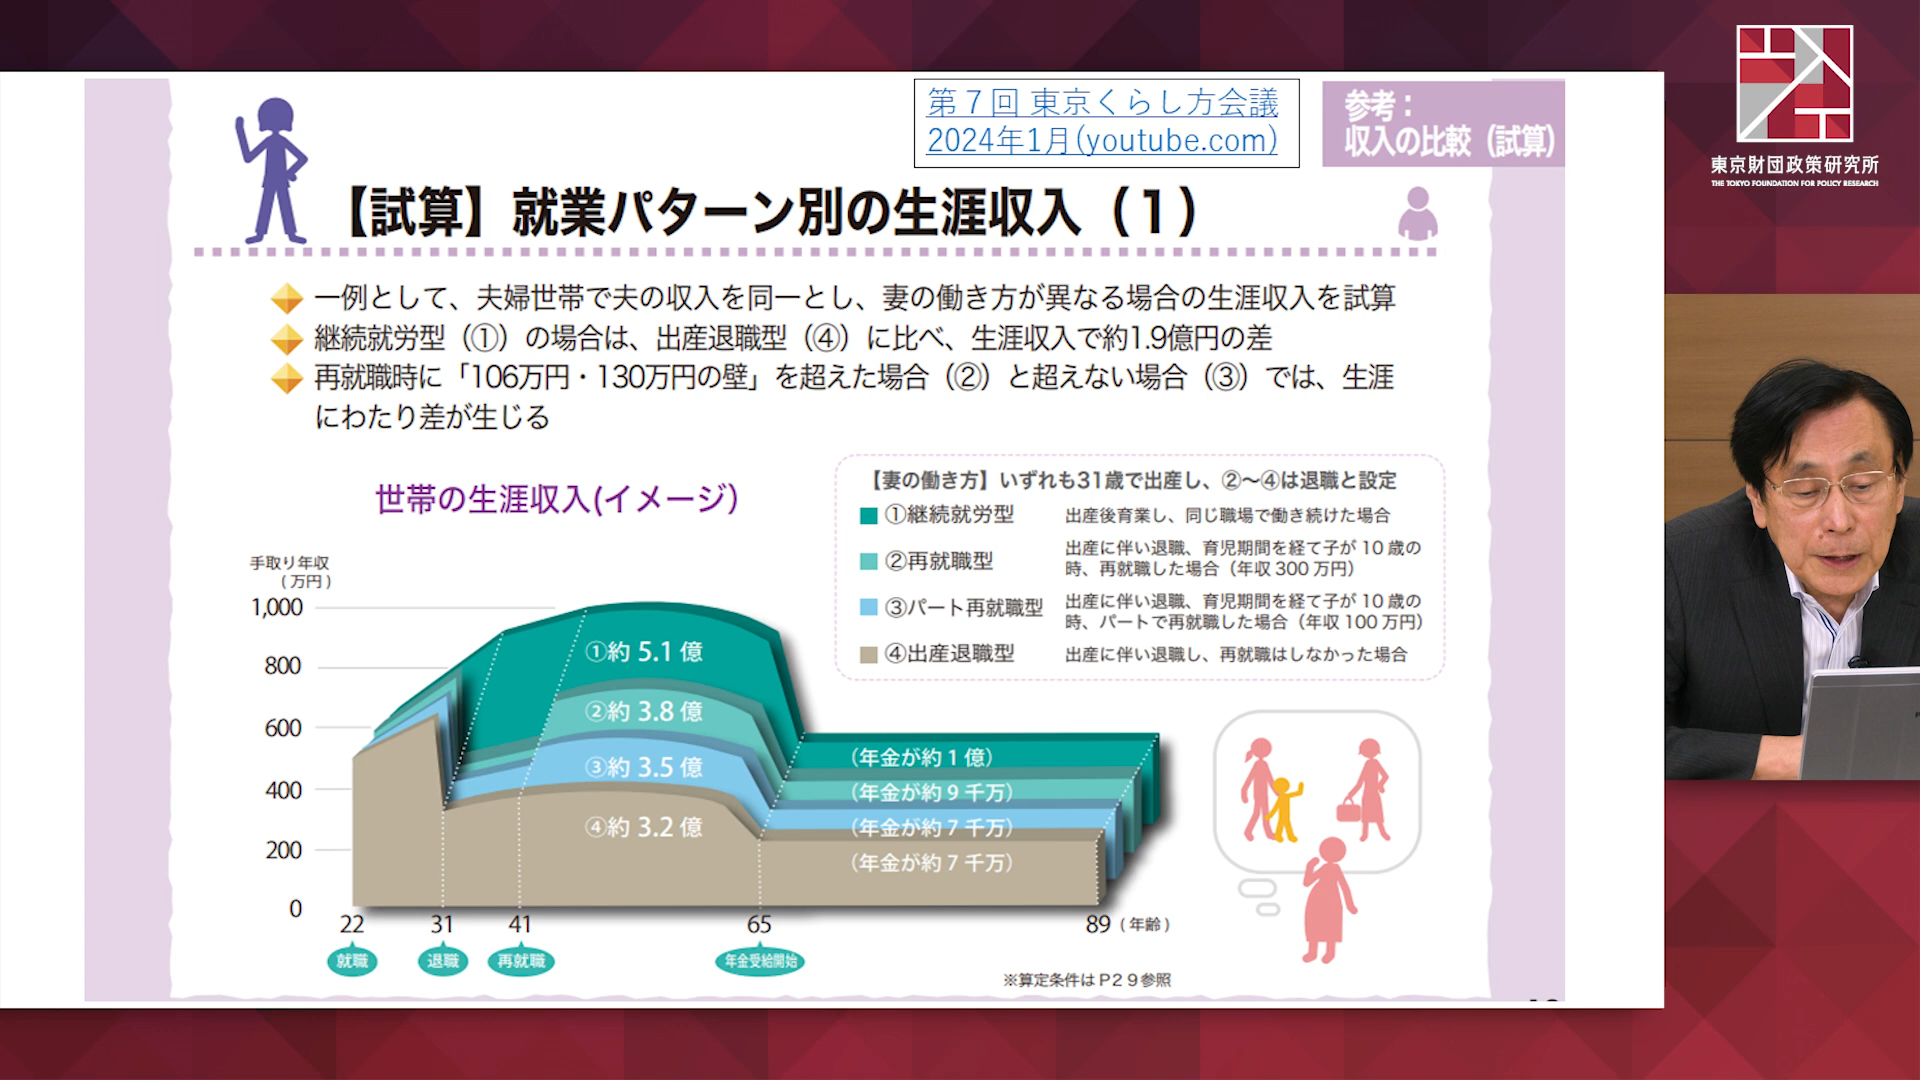 第7回 東京くらし方会議
2024年1月(youtube.com)
参考：
収入の比較（試算）
東京財団政策研究所
THE TOKYO FOUNDATION FOR POLICY RESEARCH
【試算】就業パターン別の生涯収入（1）
一例として、夫婦世帯で夫の収入を同一とし、妻の働き方が異なる場合の生涯収入を試算
継続就労型（①）の場合は、出産退職型（④）に比べ、生涯収入で約1.9億円の差
再就職時に「106万円・130万円の壁」を超えた場合（②）と超えない場合（③）では、生涯
にわたり差が生じる
世帯の生涯収入(イメージ)
【妻の働き方】いずれも31歳で出産し、②～④は退職と設定
①継続就労型 出産後育業し、同じ職場で働き続けた場合
②再就職型 出産に伴い退職、育児期間を経て子が10歳の
時、再就職した場合（年収300万円）
③パート再就職型 出産に伴い退職、育児期間を経て子が10歳の
時、パートで再就職した場合（年収100万円）
④出産退職型 出産に伴い退職し、再就職はしなかった場合
手取り年収
（万円）
1,000
800
600
400
200
0
①約 5.1 億
②約 3.8 億
③約 3.5 億
④約 3.2 億
（年金が約 1 億）
（年金が約 9 千万）
（年金が約 7 千万）
（年金が約 7 千万）
22 31 41 65 89（年齢）
就職 退職 再就職 年金受給開始
※算定条件はP29参照